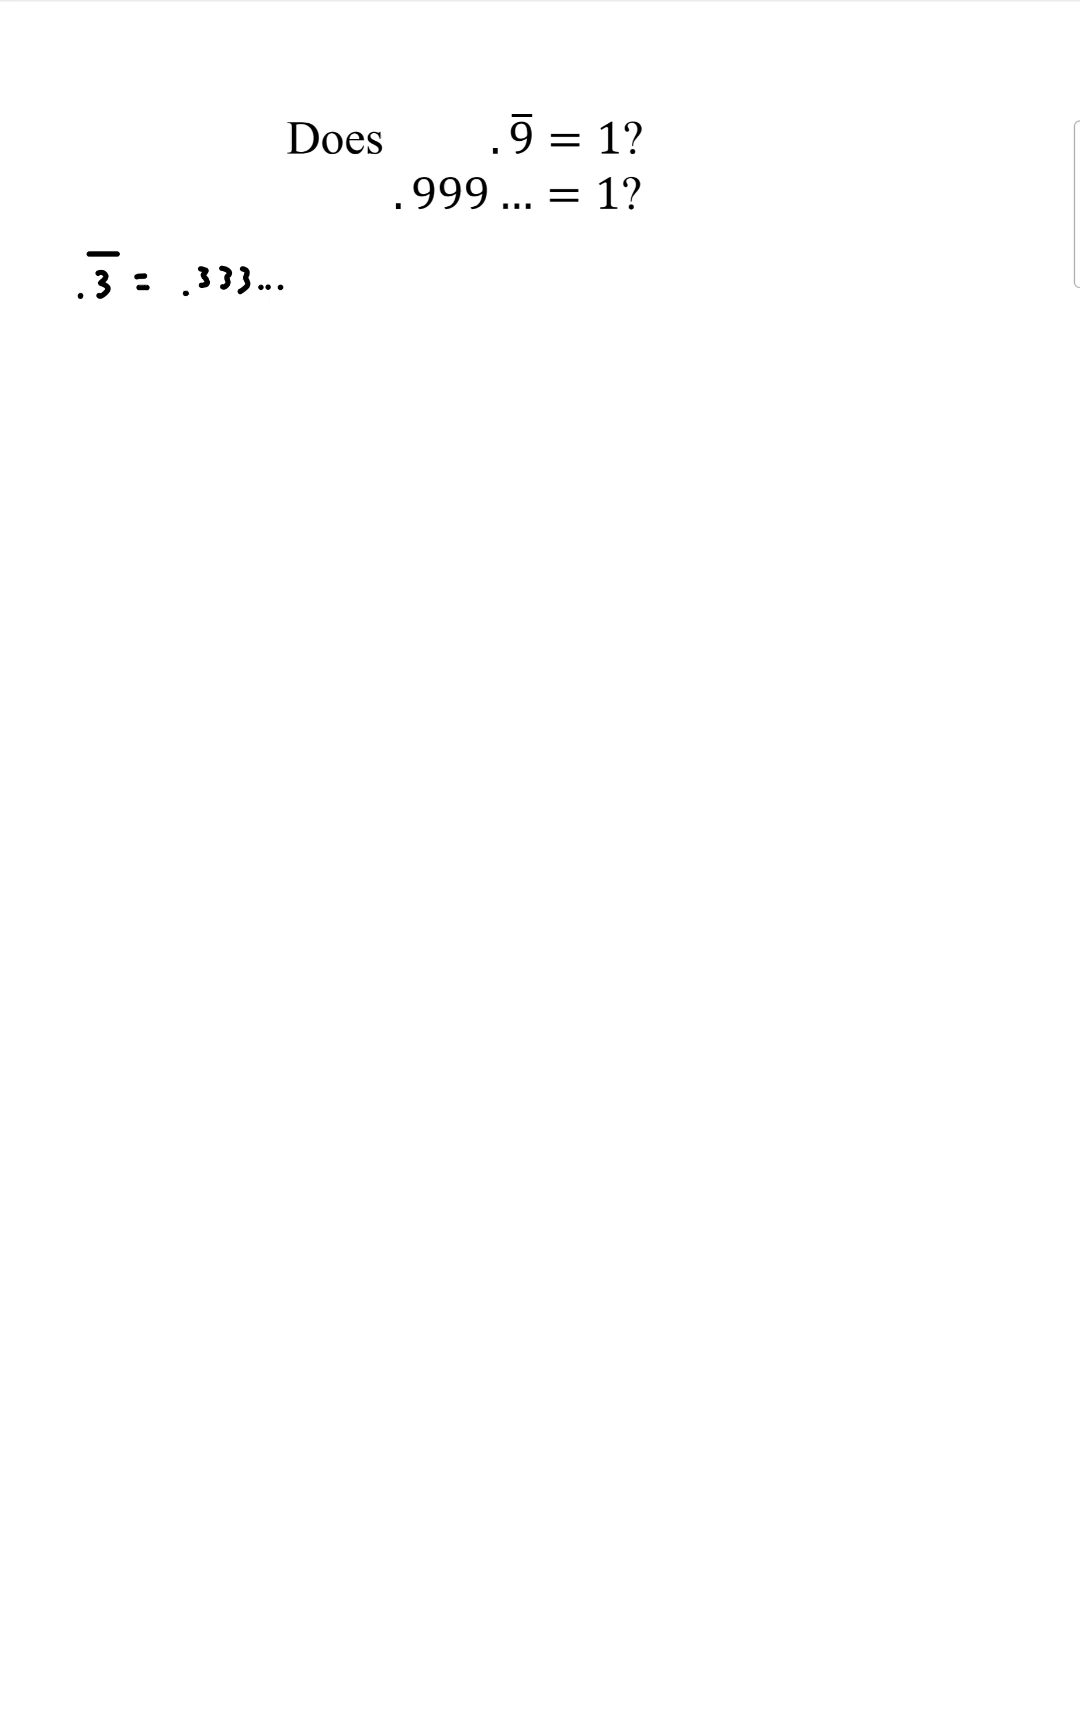 Does .9̅ = 1?
.999 ... = 1?
.3̅ = .333...